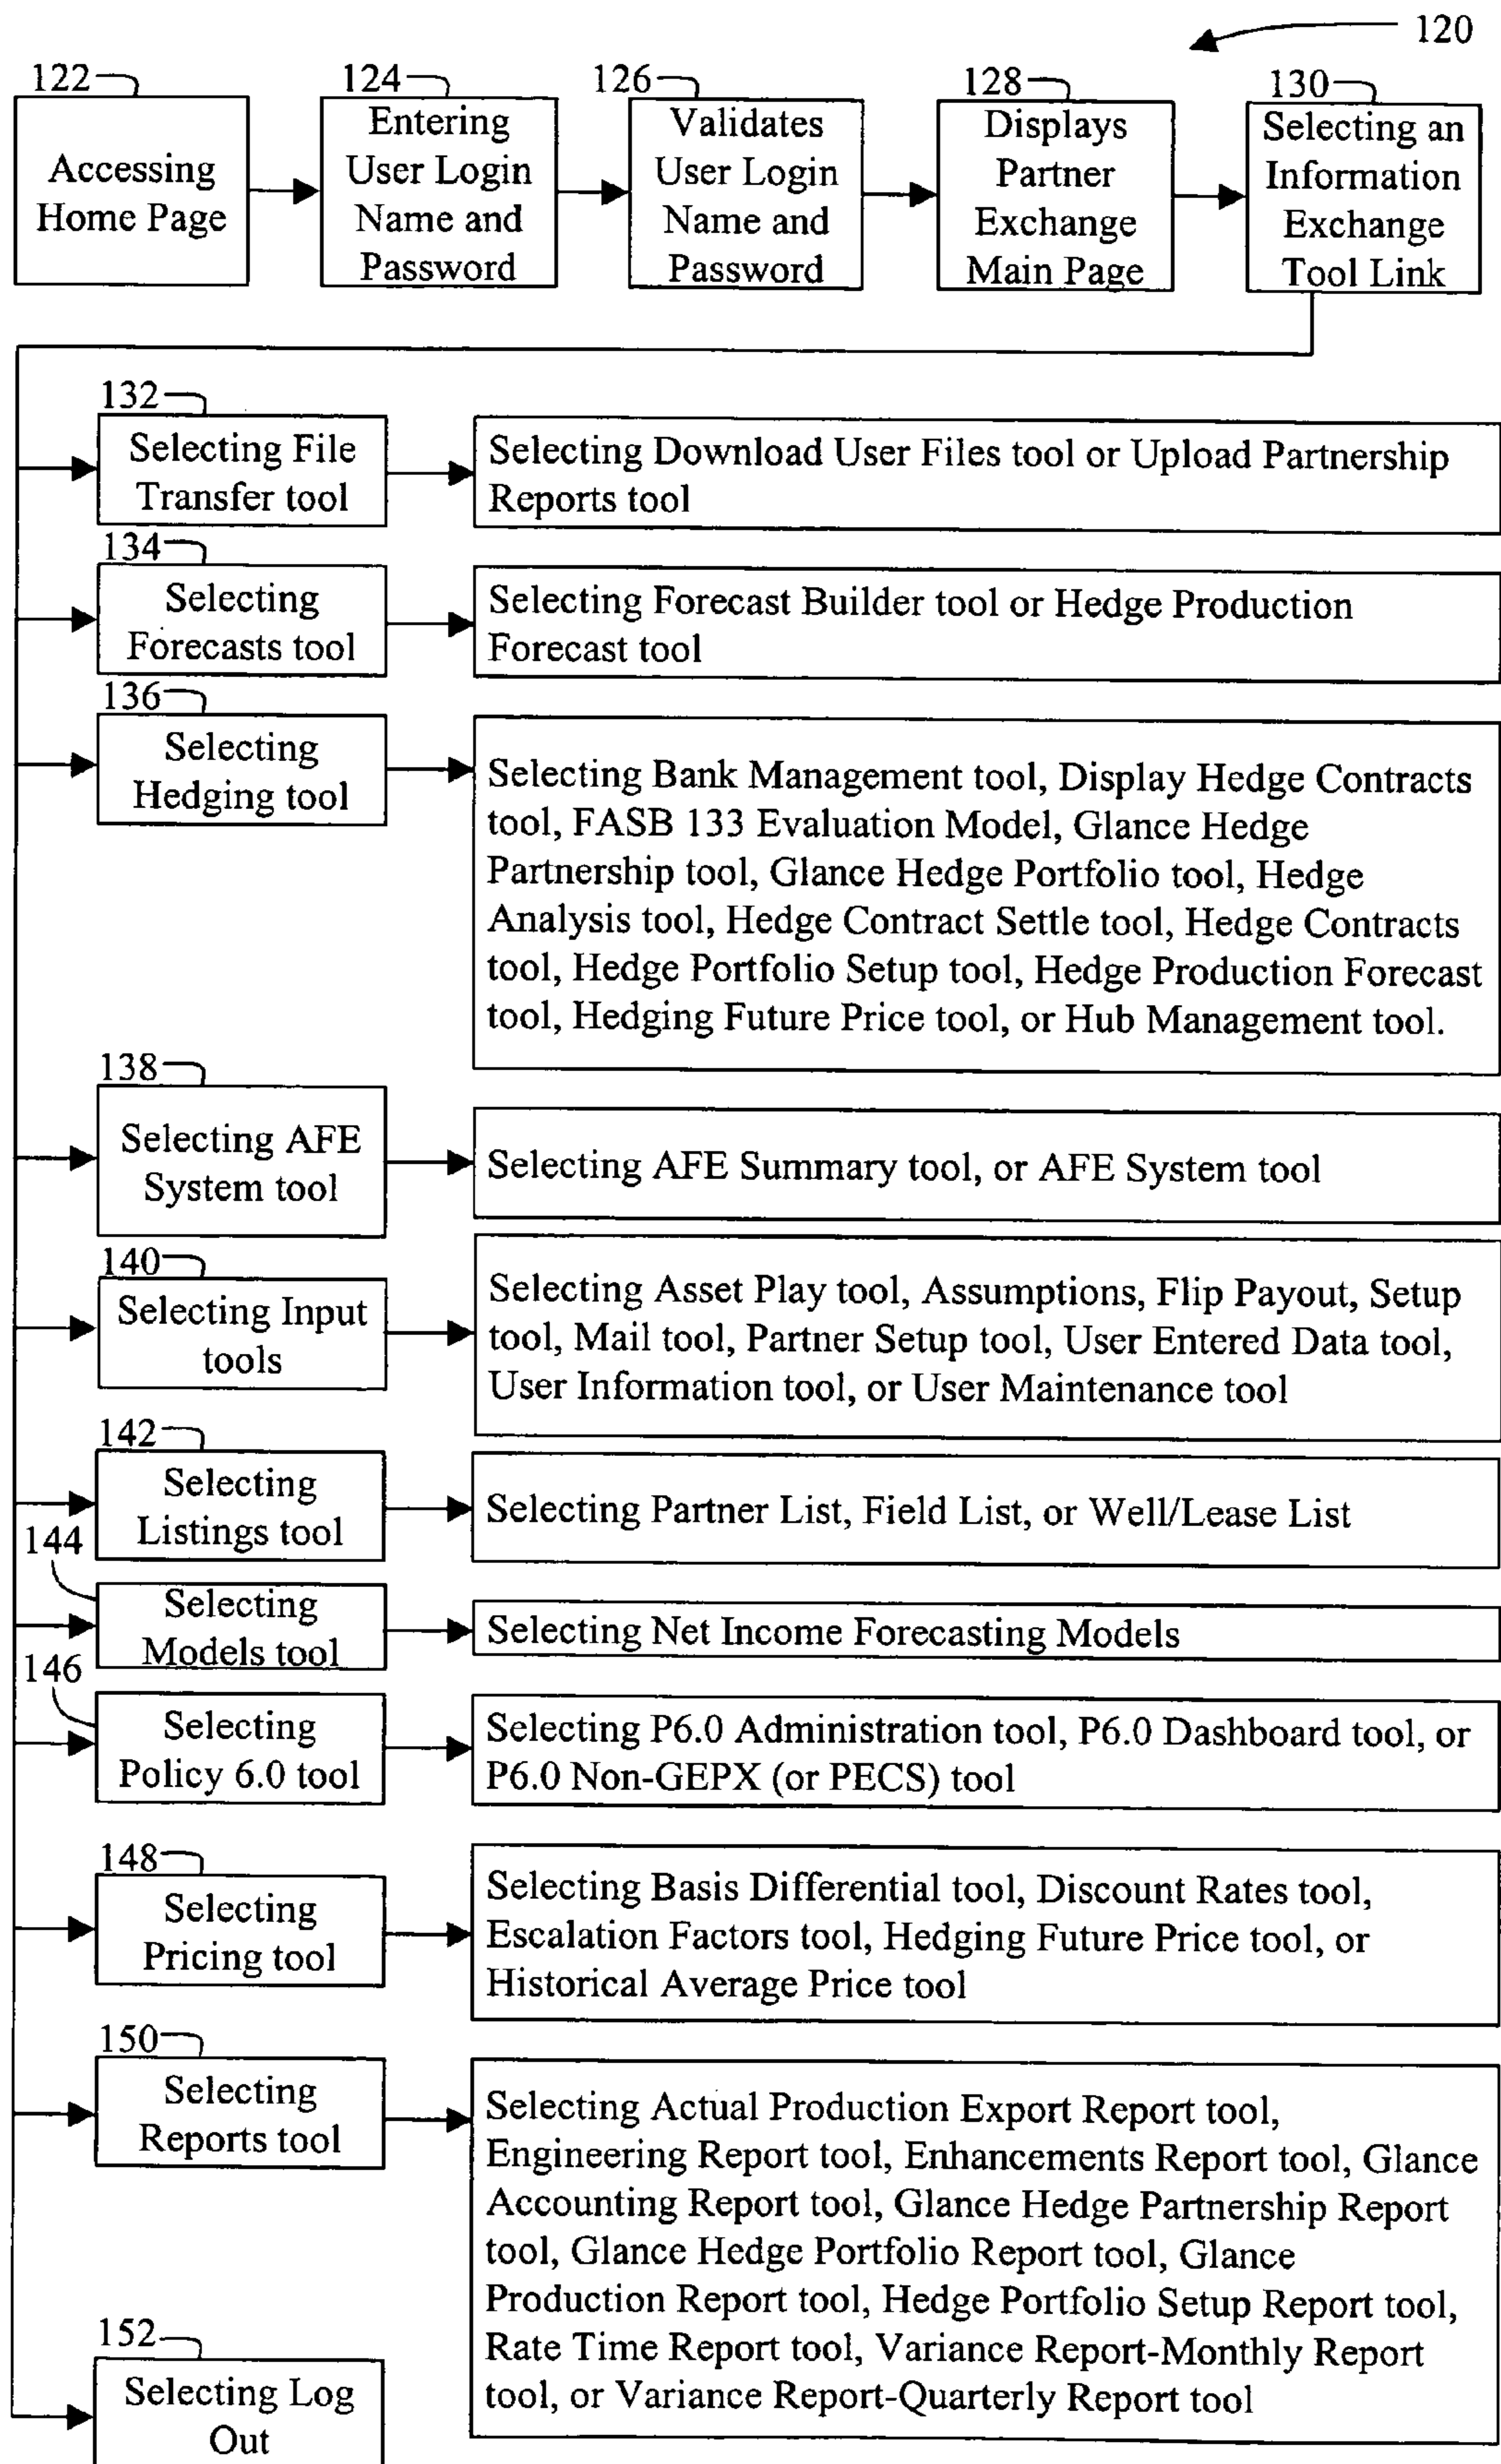 120
122
124
126
128
130
Accessing
Home Page
Entering
User Login
Name and
Password
Validates
User Login
Name and
Password
Displays
Partner
Exchange
Main Page
Selecting an
Information
Exchange
Tool Link
132
Selecting File
Transfer tool
Selecting Download User Files tool or Upload Partnership
Reports tool
134
Selecting
Forecasts tool
Selecting Forecast Builder tool or Hedge Production
Forecast tool
136
Selecting
Hedging tool
Selecting Bank Management tool, Display Hedge Contracts
tool, FASB 133 Evaluation Model, Glance Hedge
Partnership tool, Glance Hedge Portfolio tool, Hedge
Analysis tool, Hedge Contract Settle tool, Hedge Contracts
tool, Hedge Portfolio Setup tool, Hedge Production Forecast
tool, Hedging Future Price tool, or Hub Management tool.
138
Selecting AFE
System tool
Selecting AFE Summary tool, or AFE System tool
140
Selecting Input
tools
Selecting Asset Play tool, Assumptions, Flip Payout, Setup
tool, Mail tool, Partner Setup tool, User Entered Data tool,
User Information tool, or User Maintenance tool
142
Selecting
Listings tool
Selecting Partner List, Field List, or Well/Lease List
144
Selecting
Models tool
Selecting Net Income Forecasting Models
146
Selecting
Policy 6.0 tool
Selecting P6.0 Administration tool, P6.0 Dashboard tool, or
P6.0 Non-GEPX (or PECS) tool
148
Selecting
Pricing tool
Selecting Basis Differential tool, Discount Rates tool,
Escalation Factors tool, Hedging Future Price tool, or
Historical Average Price tool
150
Selecting
Reports tool
Selecting Actual Production Export Report tool,
Engineering Report tool, Enhancements Report tool, Glance
Accounting Report tool, Glance Hedge Partnership Report
tool, Glance Hedge Portfolio Report tool, Glance
Production Report tool, Hedge Portfolio Setup Report tool,
Rate Time Report tool, Variance Report-Monthly Report
tool, or Variance Report-Quarterly Report tool
152
Selecting Log
Out